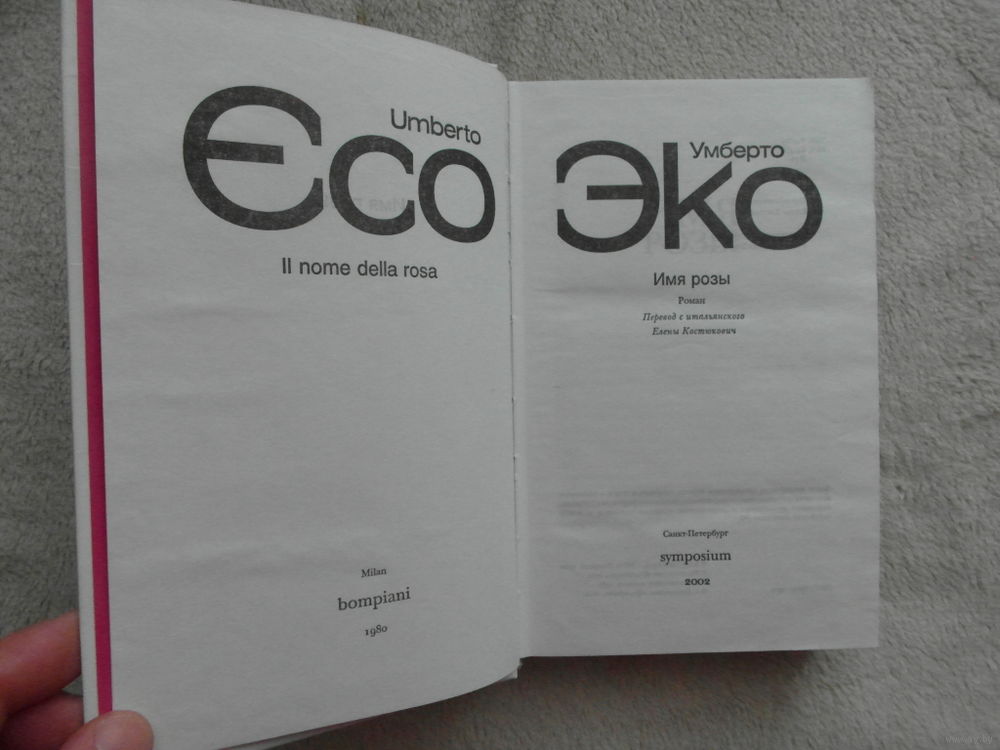 Umberto
Eco
Il nome della rosa
Milan
bompiani
1980
Умберто
Эко
Имя розы
Роман
Перевод с итальянского
Елены Костюкович
Санкт-Петербург
symposium
2002